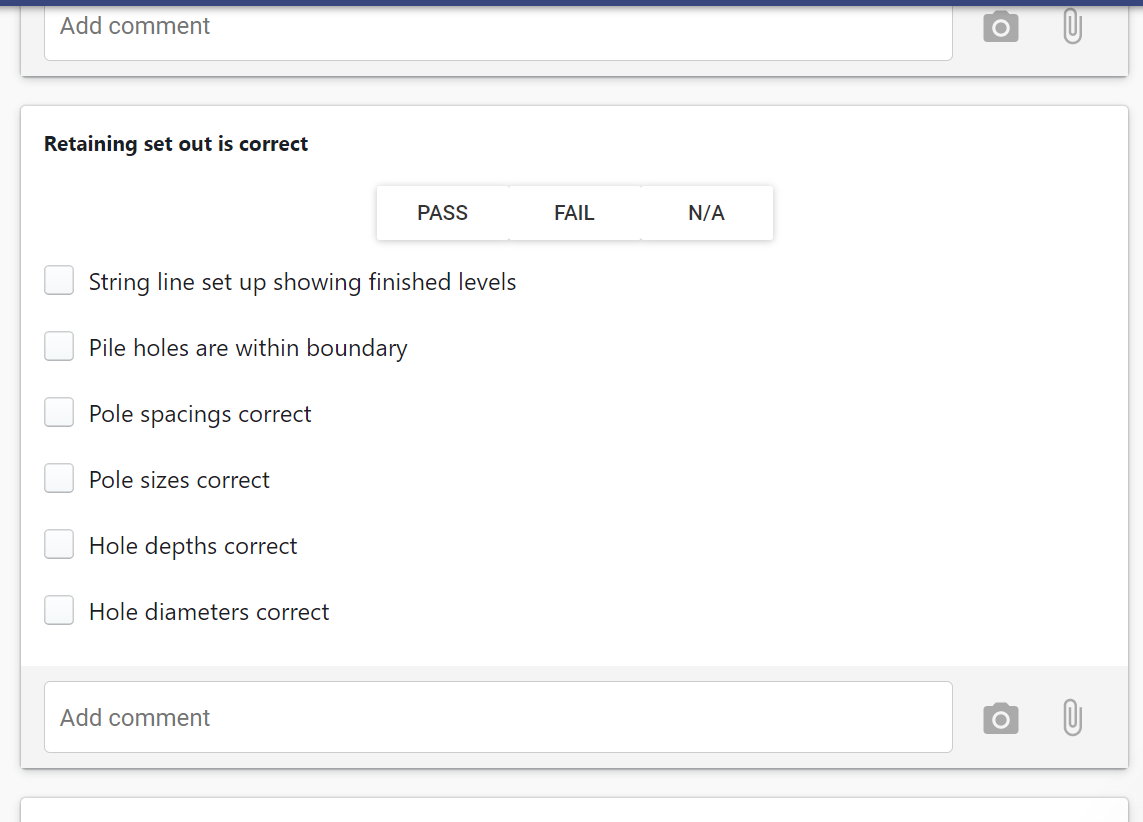 Add comment
Retaining set out is correct
PASS FAIL N/A
String line set up showing finished levels
Pile holes are within boundary
Pole spacings correct
Pole sizes correct
Hole depths correct
Hole diameters correct
Add comment